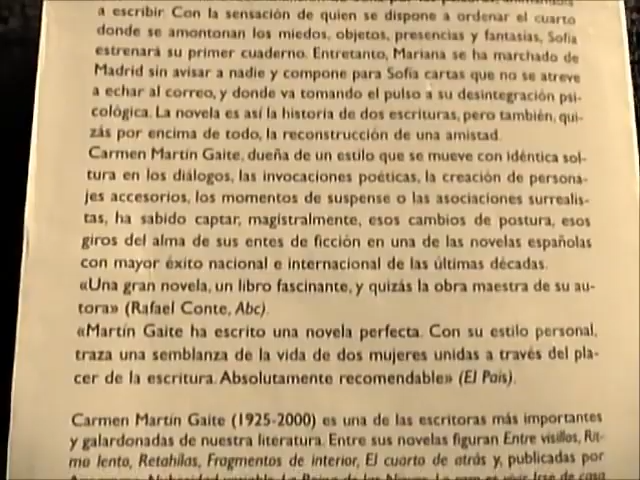 a escribir. Con la sensación de quien se dispone a ordenar el cuarto
donde se amontonan los miedos, objetos, presencias y fantasías, Sofía
estrenará su primer cuaderno. Entretanto, Mariana se ha marchado de
Madrid sin avisar a nadie y compone para Sofía cartas que no se atreve
a echar al correo, y donde va tomando el pulso a su desintegración psi-
cológica. La novela es así la historia de dos escrituras, pero también, qui-
zás por encima de todo, la reconstrucción de una amistad.
Carmen Martín Gaite, dueña de un estilo que se mueve con idéntica sol-
tura en los diálogos, las invocaciones poéticas, la creación de persona-
jes accesorios, los momentos de suspense o las asociaciones surrealis-
tas, ha sabido captar, magistralmente, esos cambios de postura, esos
giros del alma de sus entes de ficción en una de las novelas españolas
con mayor éxito nacional e internacional de las últimas décadas.
«Una gran novela, un libro fascinante, y quizás la obra maestra de su au-
tora» (Rafael Conte, Abc).
«Martín Gaite ha escrito una novela perfecta. Con su estilo personal,
traza una semblanza de la vida de dos mujeres unidas a través del pla-
cer de la escritura. Absolutamente recomendable» (El País).
Carmen Martín Gaite (1925-2000) es una de las escritoras más importantes
y galardonadas de nuestra literatura. Entre sus novelas figuran Entre visillos, Rit-
mo lento, Retahílas, Fragmentos de interior, El cuarto de atrás y, publicadas por